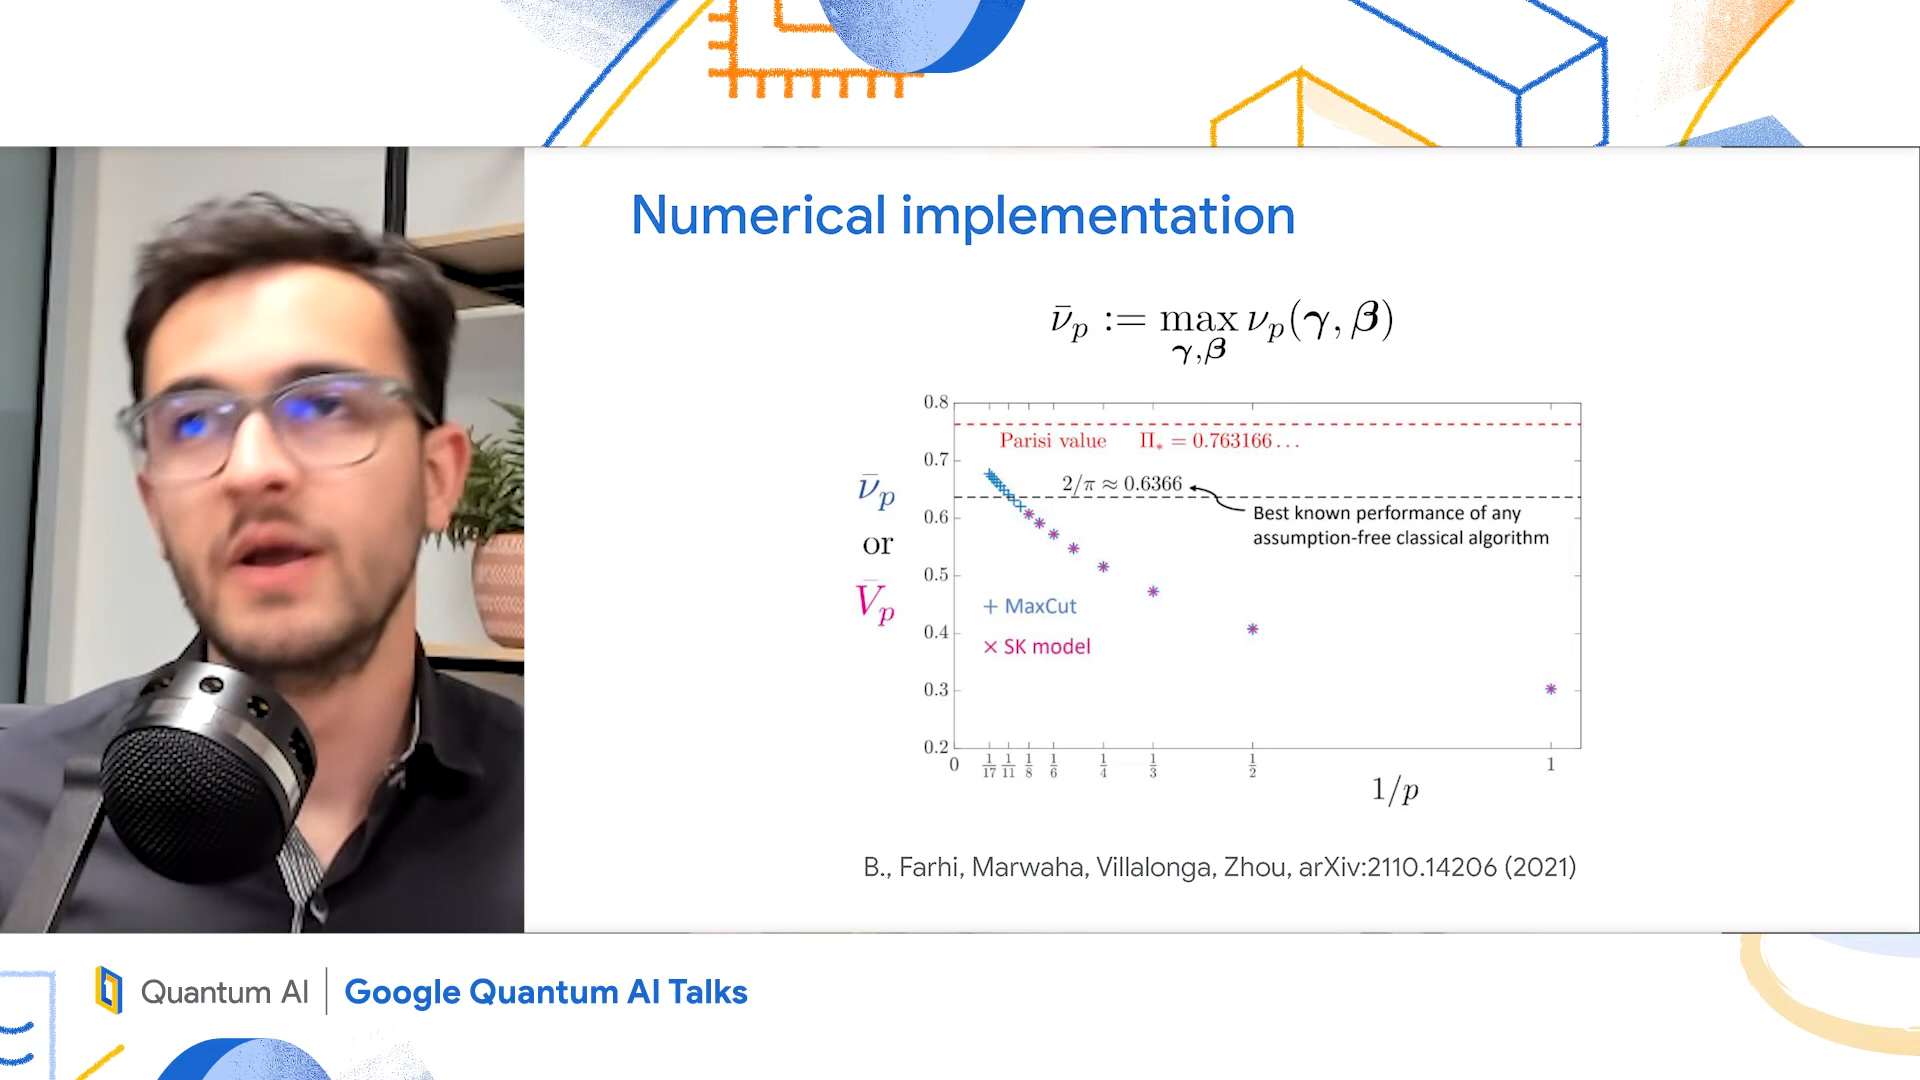 Numerical implementation
ν̄_p := max ν_p(γ, β)
γ,β
0.8
Parisi value Π_* = 0.763166...
0.7
2/π ≈ 0.6366
ν̄_p
0.6
Best known performance of any
assumption-free classical algorithm
or
0.5
V̄_p
+ MaxCut
0.4
× SK model
0.3
0.2
0 1/17 1/11 1/8 1/6 1/4 1/3 1/2 1
1/p
B., Farhi, Marwaha, Villalonga, Zhou, arXiv:2110.14206 (2021)
Quantum AI | Google Quantum AI Talks